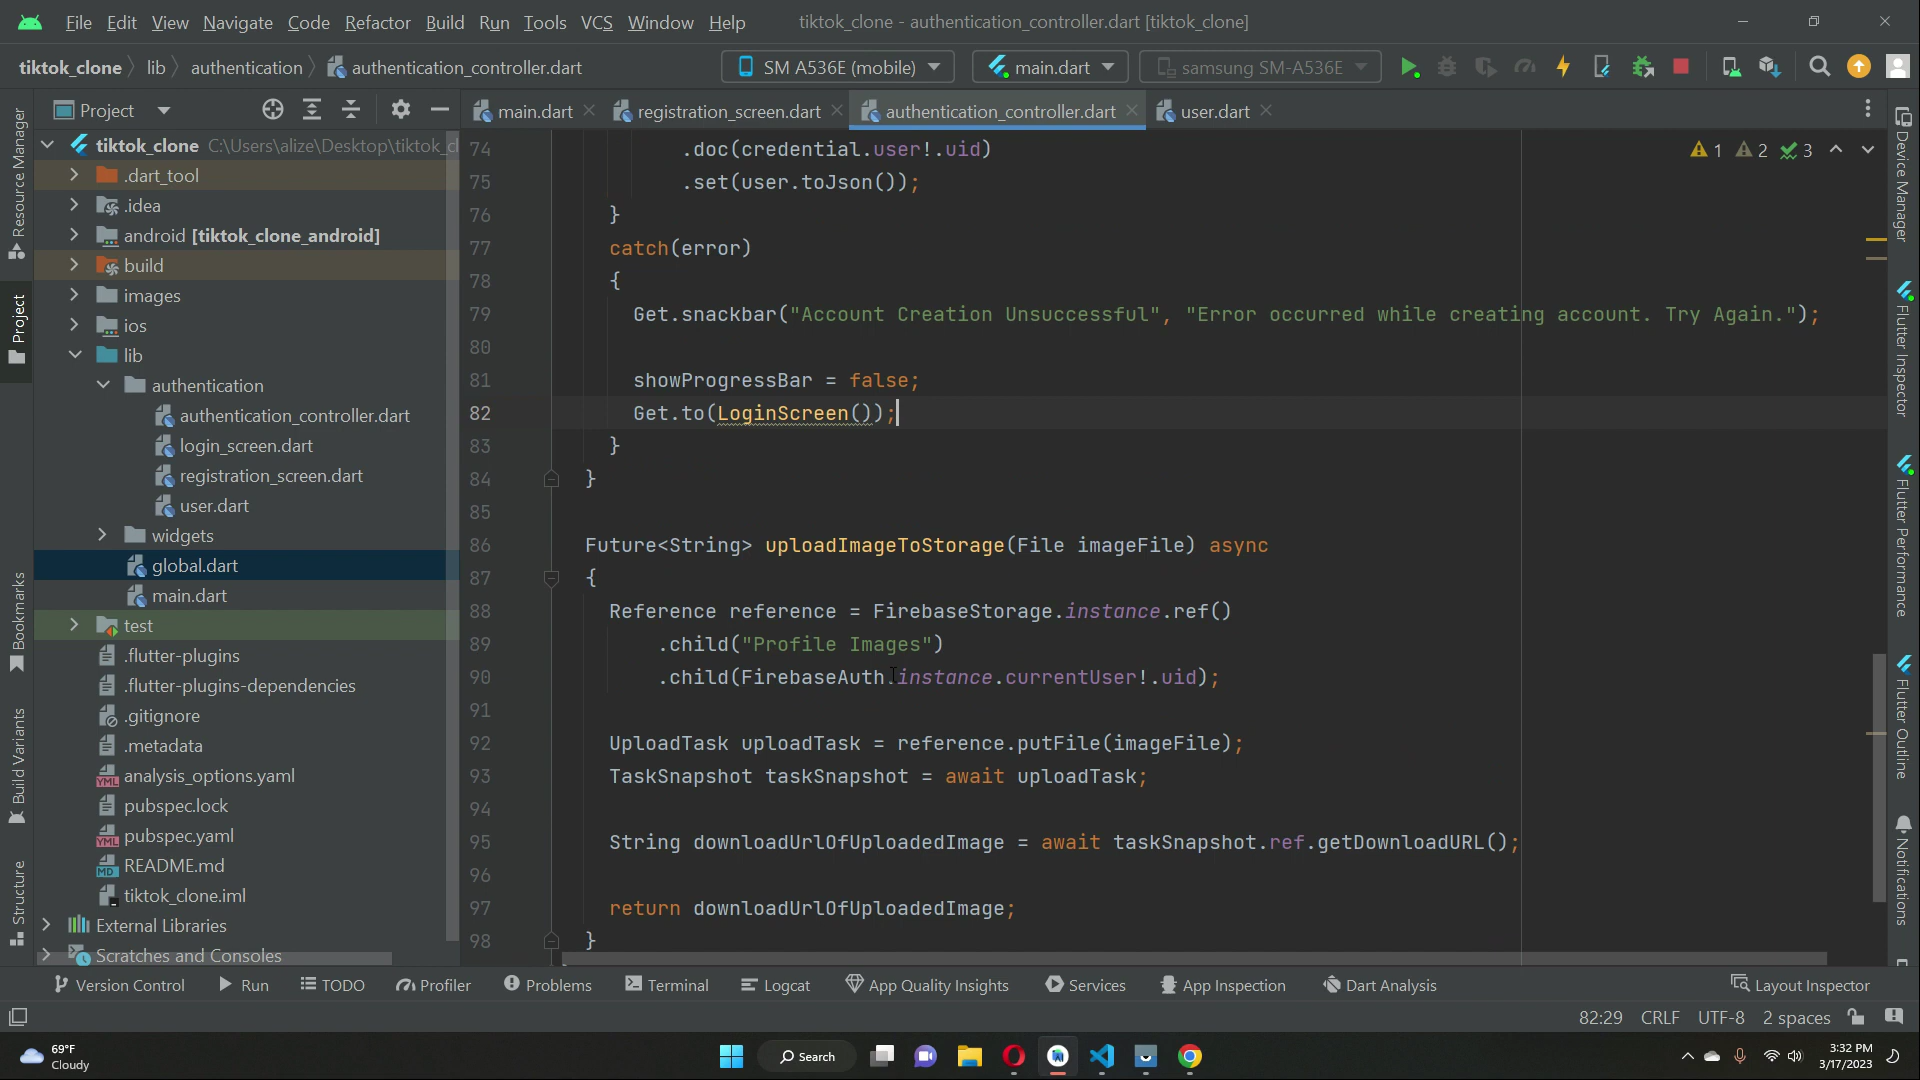 File Edit View Navigate Code Refactor Build Run Tools VCS Window Help tiktok_clone - authentication_controller.dart [tiktok_clone]
tiktok_clone lib authentication authentication_controller.dart SM A536E (mobile) main.dart samsung SM-A536E
Project main.dart registration_screen.dart authentication_controller.dart user.dart
tiktok_clone C:\Users\alize\Desktop\tiktok_cl
.dart_tool
.idea
android [tiktok_clone_android]
build
images
ios
lib
authentication
authentication_controller.dart
login_screen.dart
registration_screen.dart
user.dart
widgets
global.dart
main.dart
test
.flutter-plugins
.flutter-plugins-dependencies
.gitignore
.metadata
analysis_options.yaml
pubspec.lock
pubspec.yaml
README.md
tiktok_clone.iml
External Libraries
Scratches and Consoles
Resource Manager
Project
Bookmarks
Build Variants
Structure
1 2 3
74 .doc(credential.user!.uid)
75 .set(user.toJson());
76 }
77 catch(error)
78 {
79 Get.snackbar("Account Creation Unsuccessful", "Error occurred while creating account. Try Again.");
80
81 showProgressBar = false;
82 Get.to(LoginScreen());
83 }
84 }
85
86 Future<String> uploadImageToStorage(File imageFile) async
87 {
88 Reference reference = FirebaseStorage.instance.ref()
89 .child("Profile Images")
90 .child(FirebaseAuth.instance.currentUser!.uid);
91
92 UploadTask uploadTask = reference.putFile(imageFile);
93 TaskSnapshot taskSnapshot = await uploadTask;
94
95 String downloadUrlOfUploadedImage = await taskSnapshot.ref.getDownloadURL();
96
97 return downloadUrlOfUploadedImage;
98 }
Device Manager
Flutter Inspector
Flutter Performance
Flutter Outline
Notifications
Version Control Run TODO Profiler Problems Terminal Logcat App Quality Insights Services App Inspection Dart Analysis Layout Inspector
82:29 CRLF UTF-8 2 spaces
69°F
Cloudy
Search
3:32 PM
3/17/2023